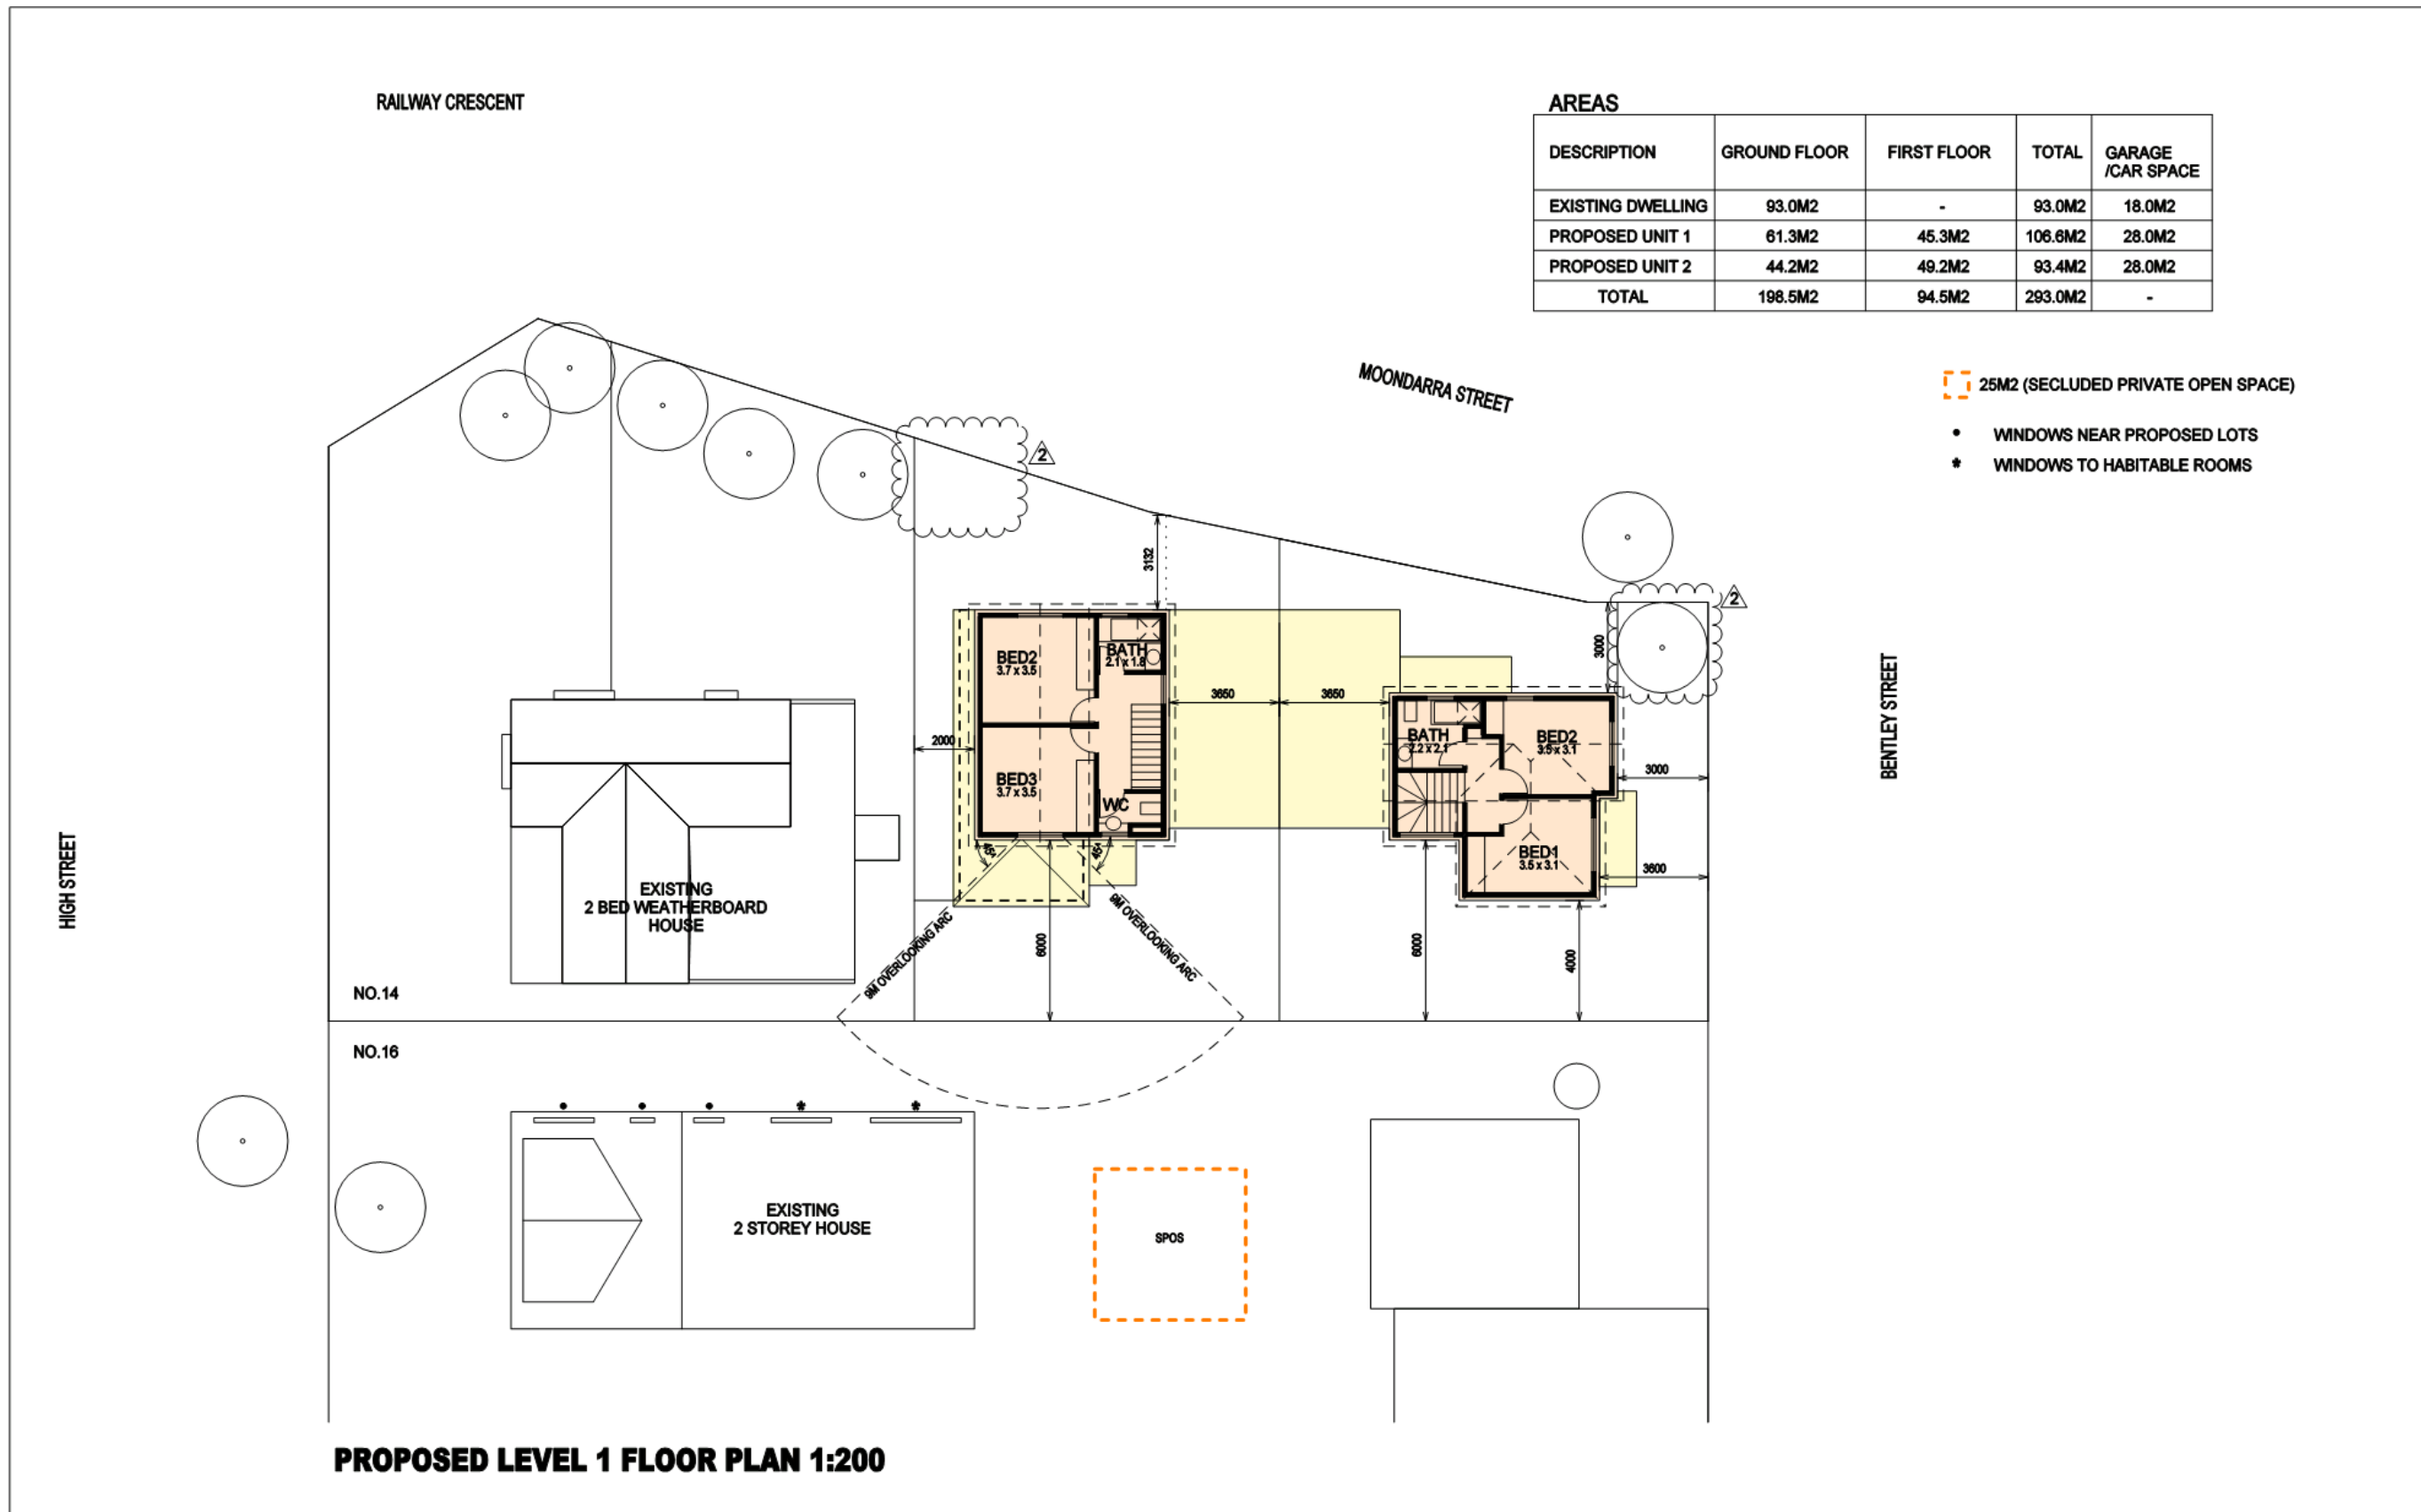 RAILWAY CRESCENT
AREAS
DESCRIPTION GROUND FLOOR FIRST FLOOR TOTAL GARAGE
/CAR SPACE
EXISTING DWELLING 93.0M2 - 93.0M2 18.0M2
PROPOSED UNIT 1 61.3M2 45.3M2 106.6M2 28.0M2
PROPOSED UNIT 2 44.2M2 49.2M2 93.4M2 28.0M2
TOTAL 198.5M2 94.5M2 293.0M2 -
MOONDARRA STREET
25M2 (SECLUDED PRIVATE OPEN SPACE)
WINDOWS NEAR PROPOSED LOTS
* WINDOWS TO HABITABLE ROOMS
2
3132
2
3000
BENTLEY STREET
BED2
3.7 x 3.5
BATH
2.1 x 1.8
3650
3650
2000
BATH
2.2 x 2.1
BED2
3.5 x 3.1
3000
BED3
3.7 x 3.5
WC
45°
45°
BED1
3.5 x 3.1
3600
HIGH STREET
EXISTING
2 BED WEATHERBOARD
HOUSE
9M OVERLOOKING ARC
9M OVERLOOKING ARC
6000
6000
4000
NO.14
NO.16
* *
EXISTING
2 STOREY HOUSE
SPOS
PROPOSED LEVEL 1 FLOOR PLAN 1:200